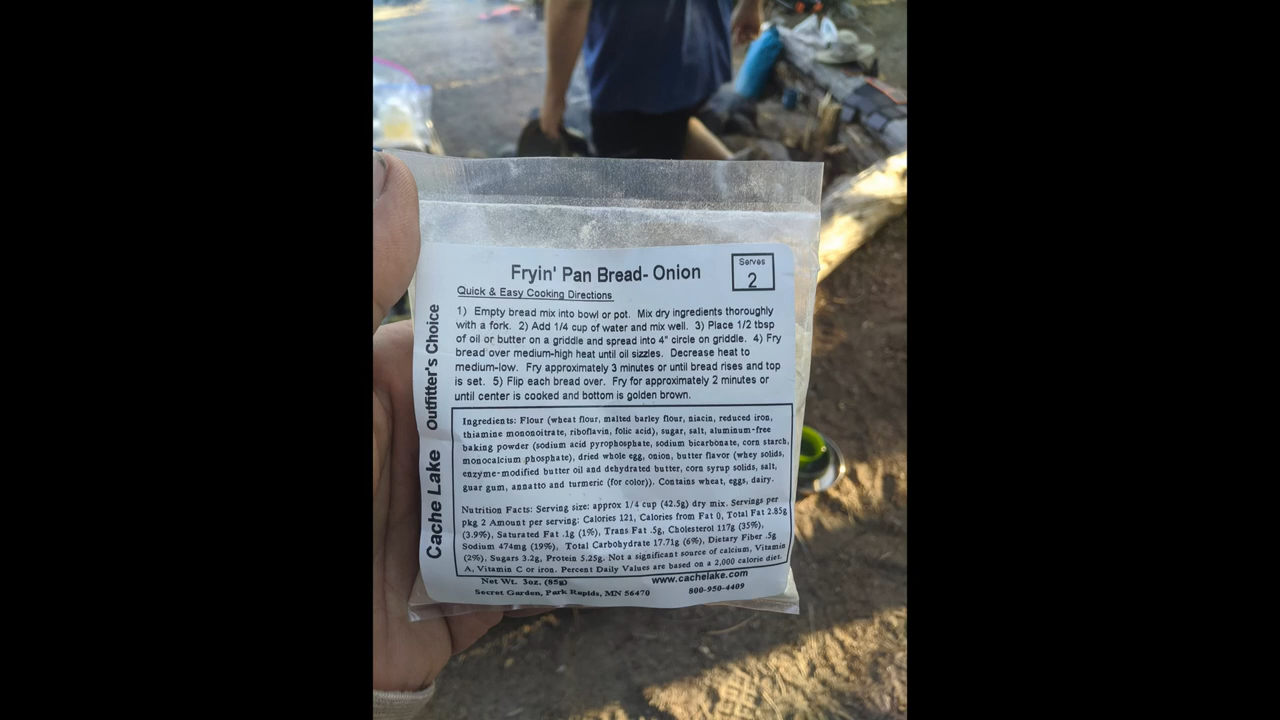 Fryin' Pan Bread- Onion
Serves
2
Quick & Easy Cooking Directions
1) Empty bread mix into bowl or pot. Mix dry ingredients thoroughly
with a fork. 2) Add 1/4 cup of water and mix well. 3) Place 1/2 tbsp
of oil or butter on a griddle and spread into 4" circle on griddle. 4) Fry
bread over medium-high heat until oil sizzles. Decrease heat to
medium-low. Fry approximately 3 minutes or until bread rises and top
is set. 5) Flip each bread over. Fry for approximately 2 minutes or
until center is cooked and bottom is golden brown.
Cache Lake outfitter's Choice
Ingredients: Flour (wheat flour, malted barley flour, niacin, reduced iron,
thiamine mononoitrate, riboflavin, folic acid), sugar, salt, aluminum-free
baking powder (sodium acid pyrophosphate, sodium bicarbonate, corn starch,
monocalcium phosphate), dried whole egg, onion, butter flavor (whey solids,
enzyme-modified butter oil and dehydrated butter, corn syrup solids, salt,
guar gum, annatto and turmeric (for color)). Contains wheat, eggs, dairy.
Nutrition Facts: Serving size: approx 1/4 cup (42.5g) dry mix. Servings per
pkg 2 Amount per serving: Calories 121, Calories from Fat 0, Total Fat 2.85g
(3.9%), Saturated Fat .1g (1%), Trans Fat .5g, Cholesterol 117g (35%),
Sodium 474mg (19%), Total Carbohydrate 17.71g (6%), Dietary Fiber .5g
(2%), Sugars 3.2g, Protein 5.25g. Not a significant source of calcium, Vitamin
A, Vitamin C or iron. Percent Daily Values are based on a 2,000 calorie diet.
Net Wt. 3oz. (85g) www.cachelake.com
Secret Garden, Park Rapids, MN 56470 800-950-4409